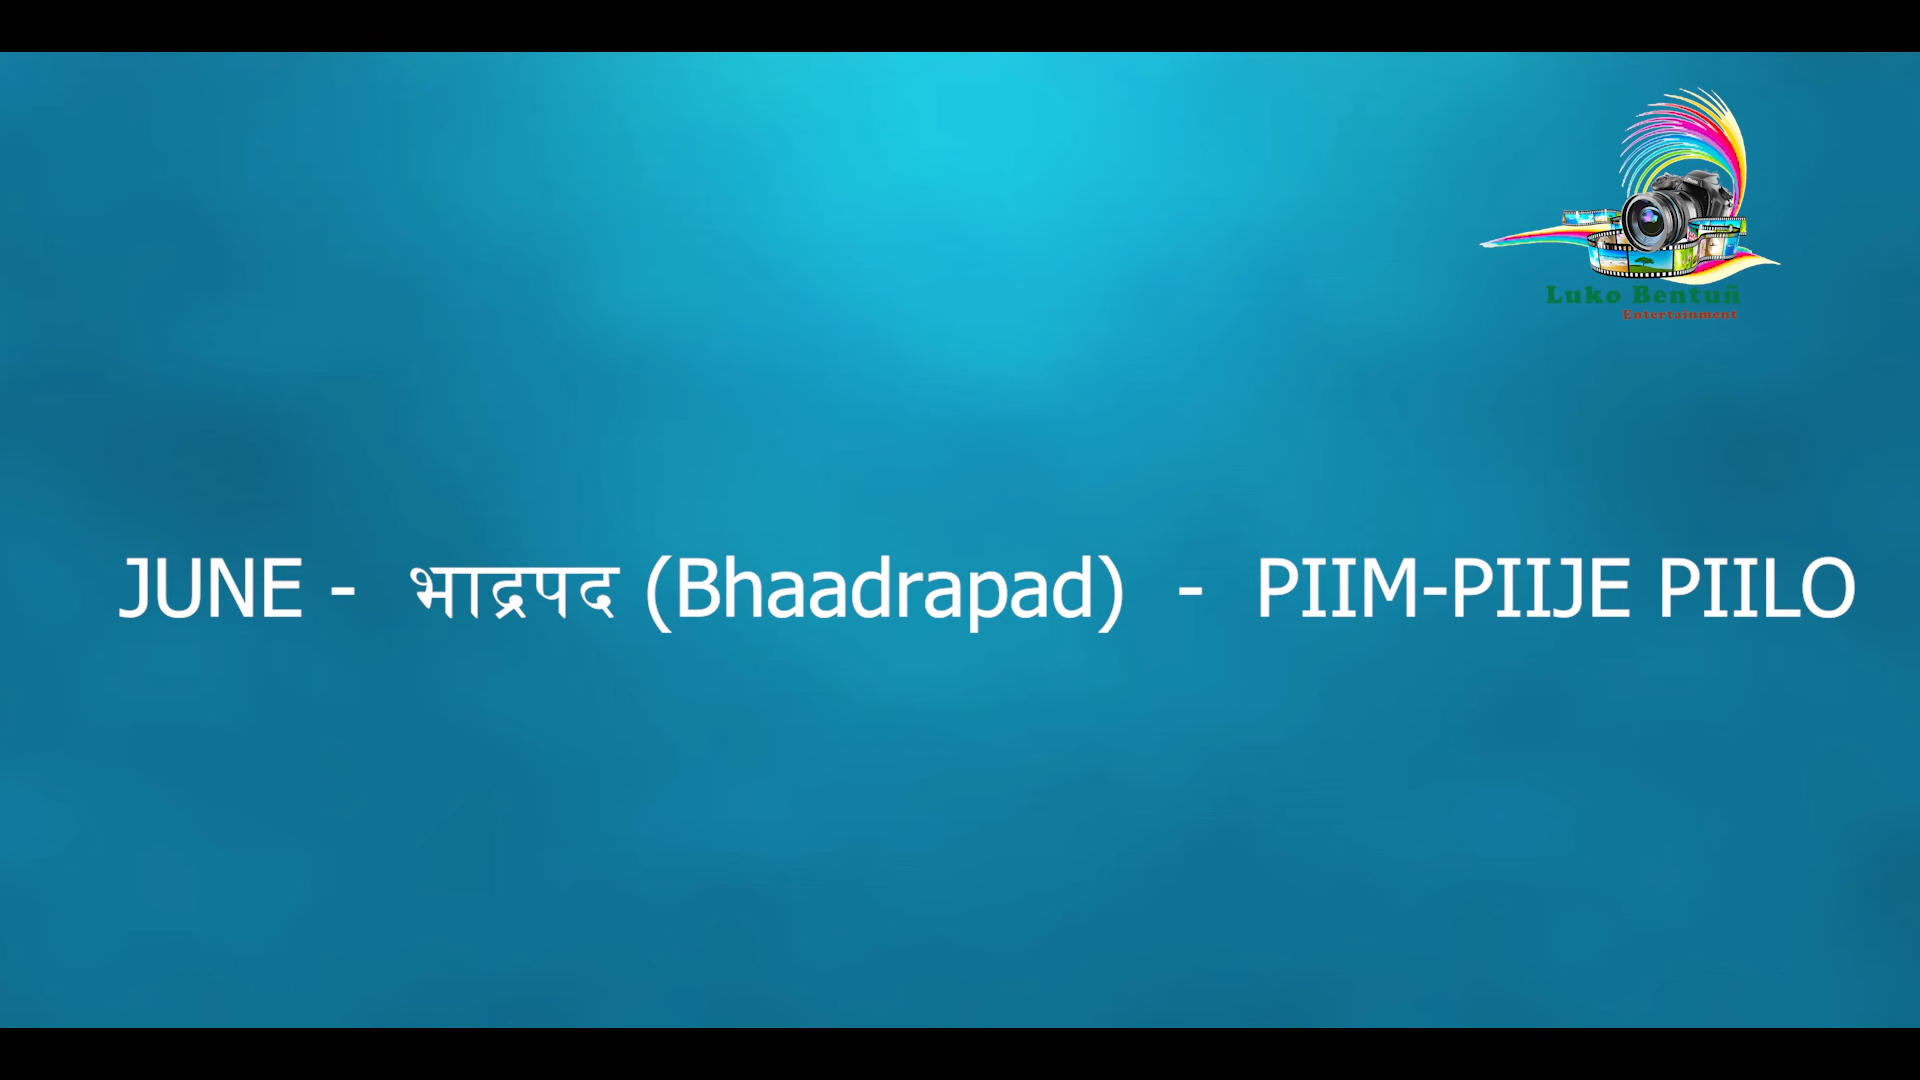 Luko Bentuñ
Entertainment
JUNE - भाद्रपद (Bhaadrapad) - PIIM-PIIJE PIILO